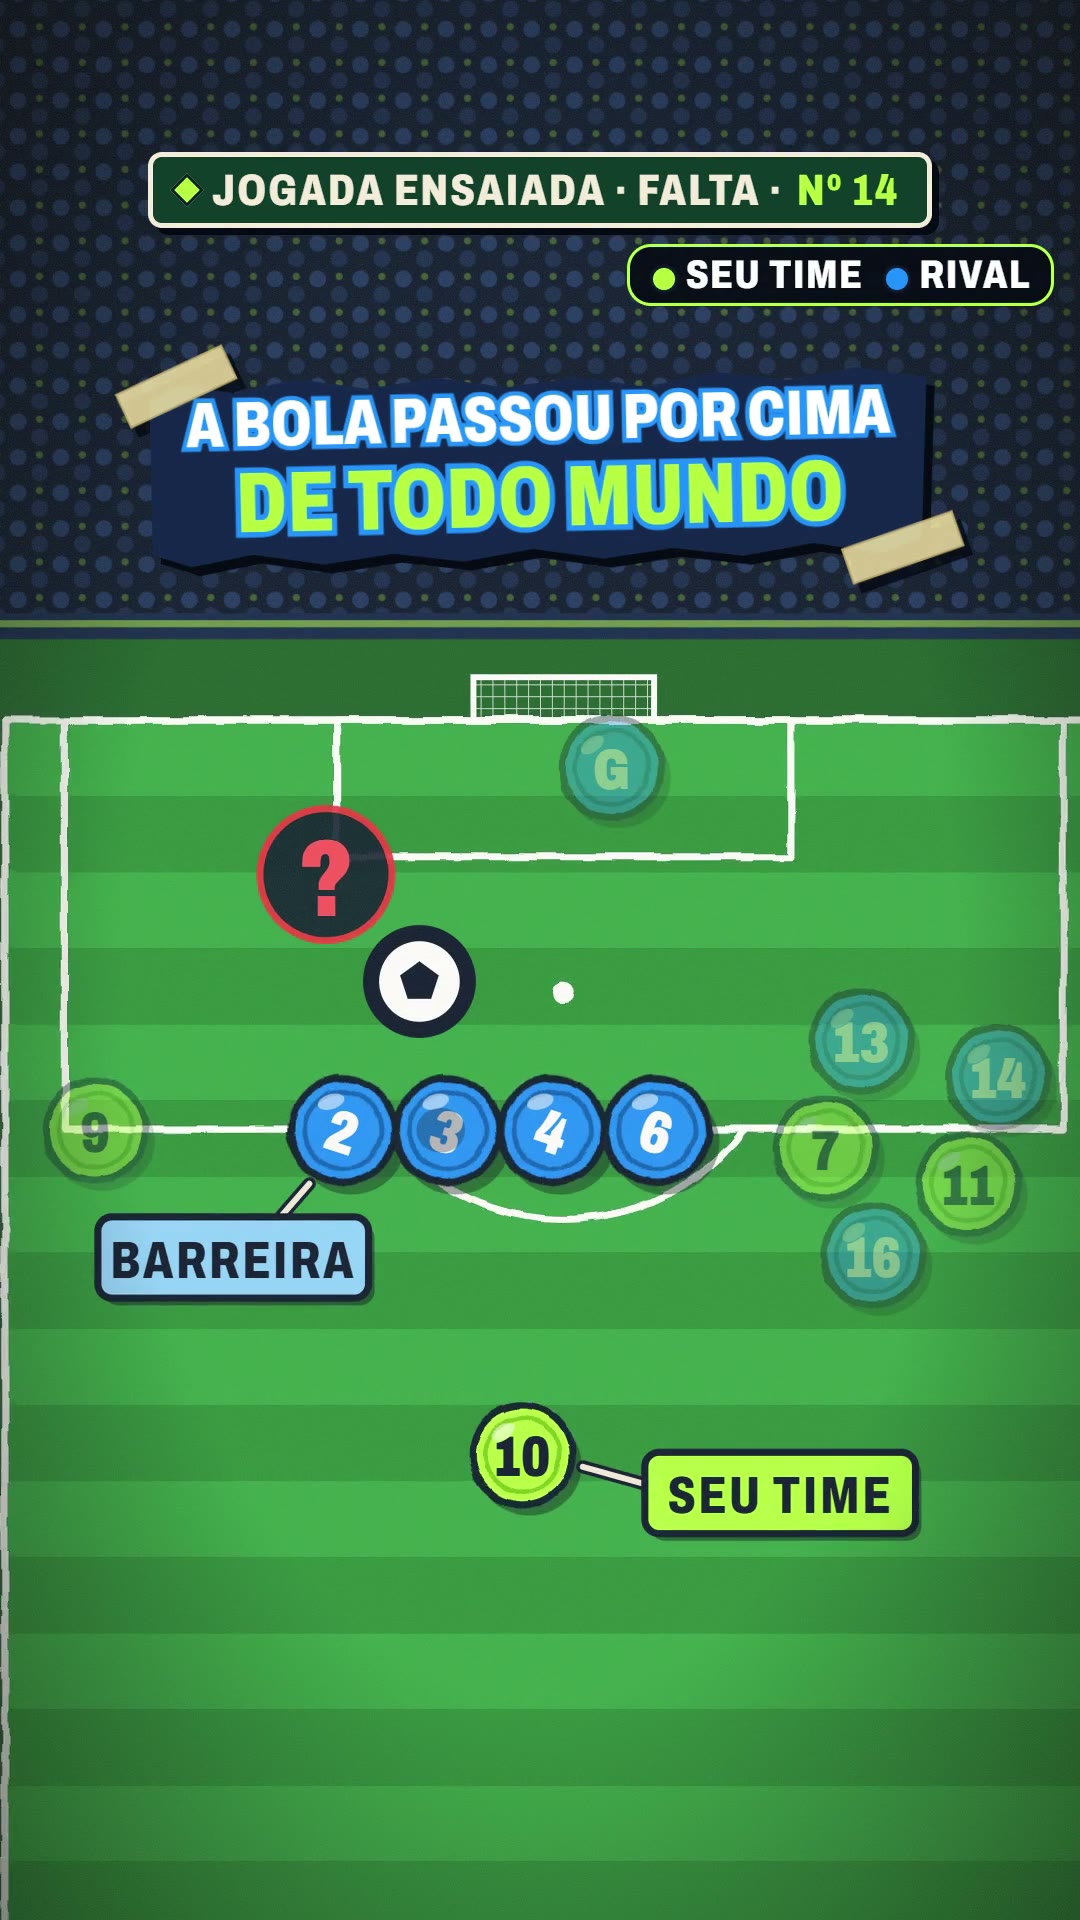 JOGADA ENSAIADA · FALTA · Nº 14
SEU TIME RIVAL
A BOLA PASSOU POR CIMA
DE TODO MUNDO
G
?
13
14
9
2 3 4 6
7
11
BARREIRA
16
10
SEU TIME